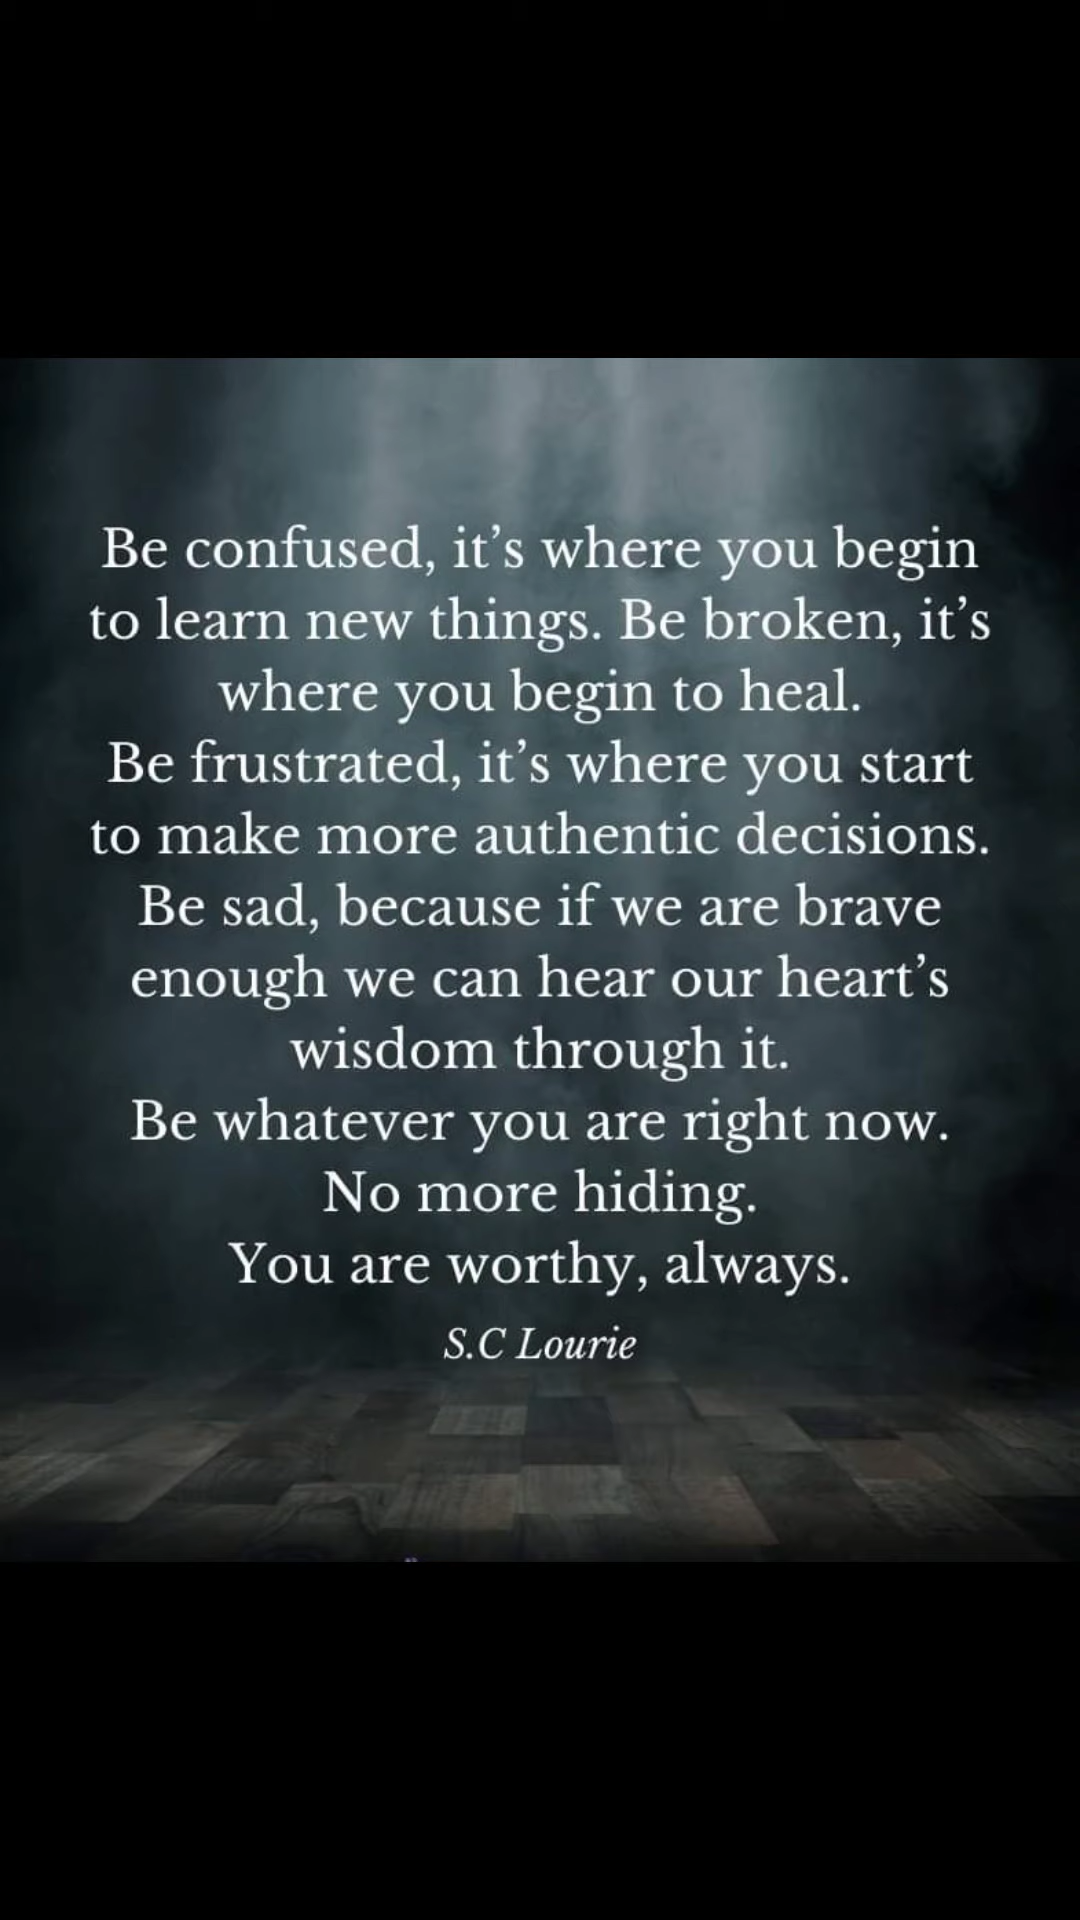 Be confused, it’s where you begin
to learn new things. Be broken, it’s
where you begin to heal.
Be frustrated, it’s where you start
to make more authentic decisions.
Be sad, because if we are brave
enough we can hear our heart’s
wisdom through it.
Be whatever you are right now.
No more hiding.
You are worthy, always.
S.C Lourie